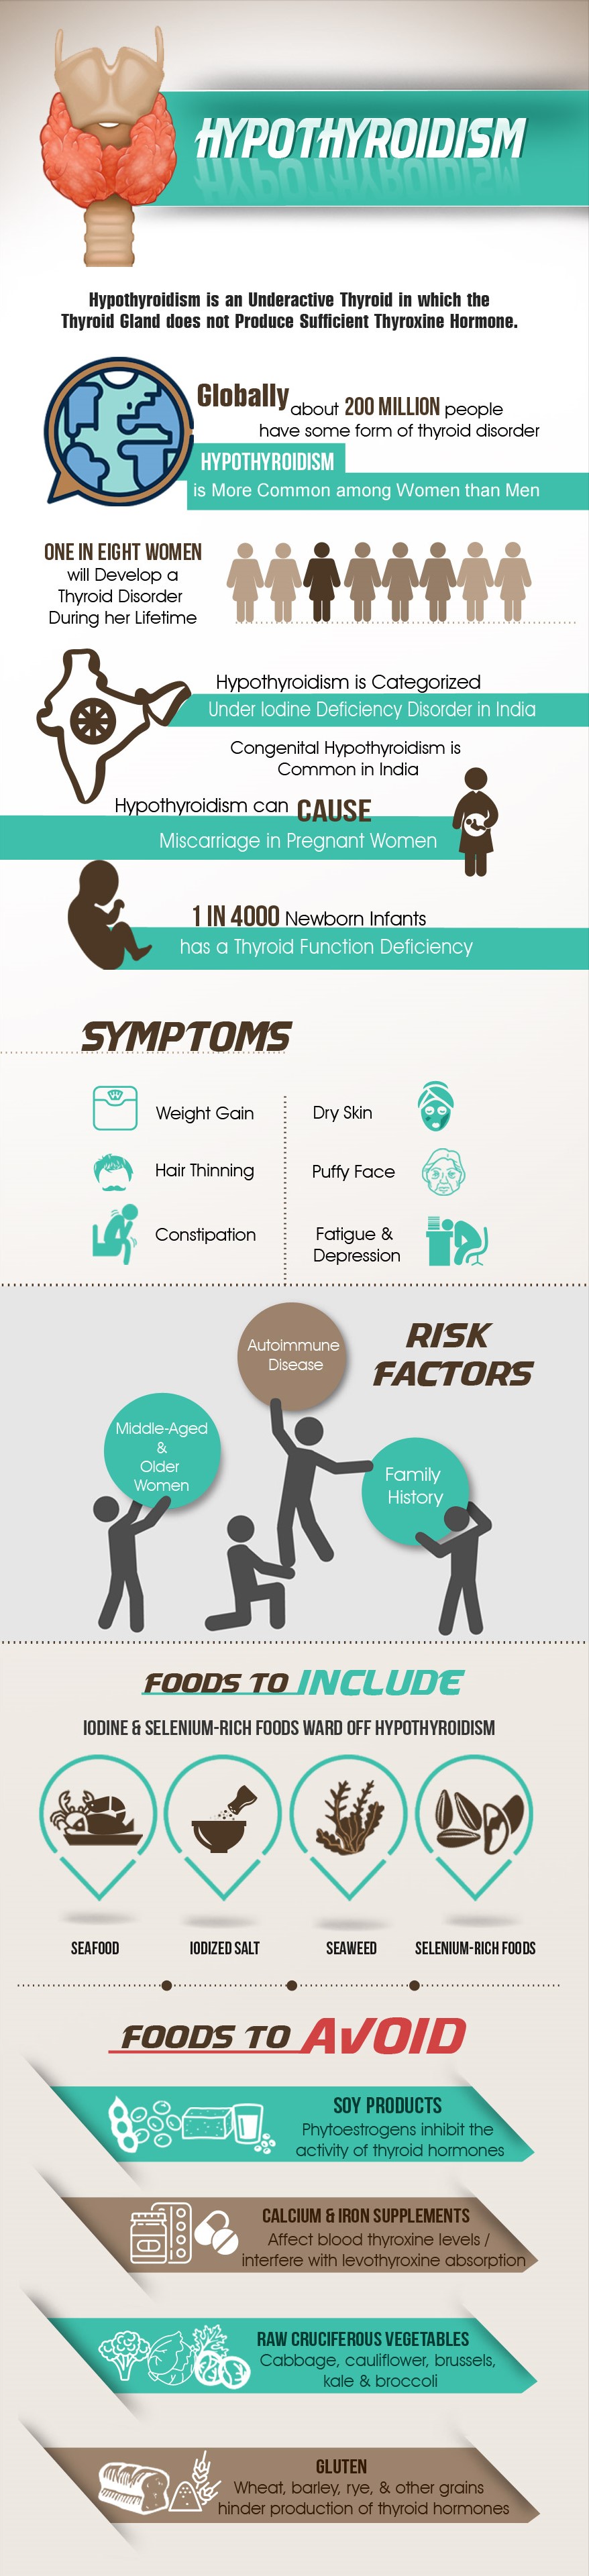 HYPOTHYROIDISM
Hypothyroidism is an Underactive Thyroid in which the
Thyroid Gland does not Produce Sufficient Thyroxine Hormone.
Globally about 200 MILLION people
have some form of thyroid disorder
HYPOTHYROIDISM
is More Common among Women than Men
ONE IN EIGHT WOMEN
will Develop a
Thyroid Disorder
During her Lifetime
Hypothyroidism is Categorized
Under Iodine Deficiency Disorder in India
Congenital Hypothyroidism is
Common in India
Hypothyroidism can CAUSE
Miscarriage in Pregnant Women
1 IN 4000 Newborn Infants
has a Thyroid Function Deficiency
SYMPTOMS
Weight Gain
Dry Skin
Hair Thinning
Puffy Face
Constipation
Fatigue &
Depression
RISK
FACTORS
Autoimmune
Disease
Middle-Aged
&
Older
Women
Family
History
FOODS TO INCLUDE
IODINE & SELENIUM-RICH FOODS WARD OFF HYPOTHYROIDISM
SEAFOOD
IODIZED SALT
SEAWEED
SELENIUM-RICH FOODS
FOODS TO AVOID
SOY PRODUCTS
Phytoestrogens inhibit the
activity of thyroid hormones
CALCIUM & IRON SUPPLEMENTS
Affect blood thyroxine levels /
interfere with levothyroxine absorption
RAW CRUCIFEROUS VEGETABLES
Cabbage, cauliflower, brussels,
kale & broccoli
GLUTEN
Wheat, barley, rye, & other grains
hinder production of thyroid hormones